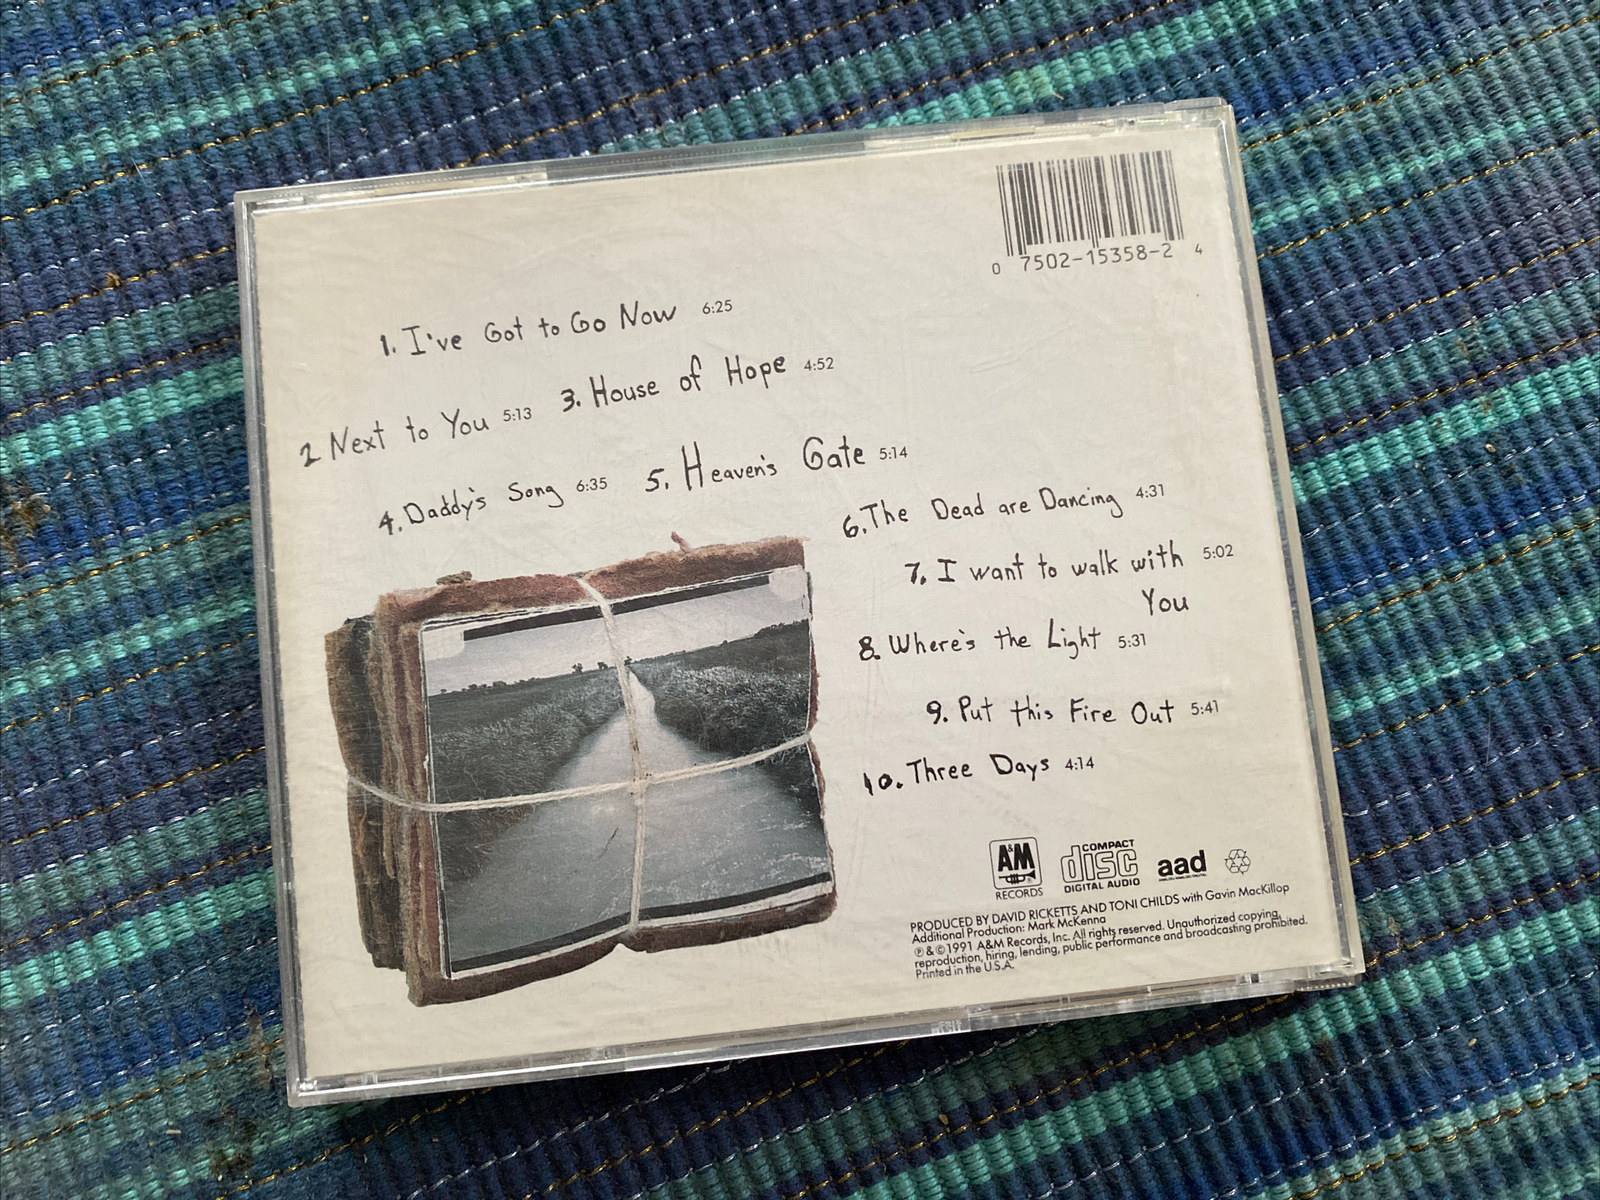 0 7502-15358-2 4
1. I've Got to Go Now 6:25
2 Next to You 5:13
3. House of Hope 4:52
4. Daddy's Song 6:35
5. Heaven's Gate 5:14
6. The Dead are Dancing 4:31
7. I want to walk with 5:02
You
8. Where's the Light 5:31
9. Put this Fire Out 5:41
10. Three Days 4:14
A&M
RECORDS
COMPACT
disc
DIGITAL AUDIO
aad
PRODUCED BY DAVID RICKETTS AND TONI CHILDS with Gavin MacKillop
Additional Production: Mark McKenna
℗ & © 1991 A&M Records, Inc. All rights reserved. Unauthorized copying,
reproduction, hiring, lending, public performance and broadcasting prohibited.
Printed in the U.S.A.